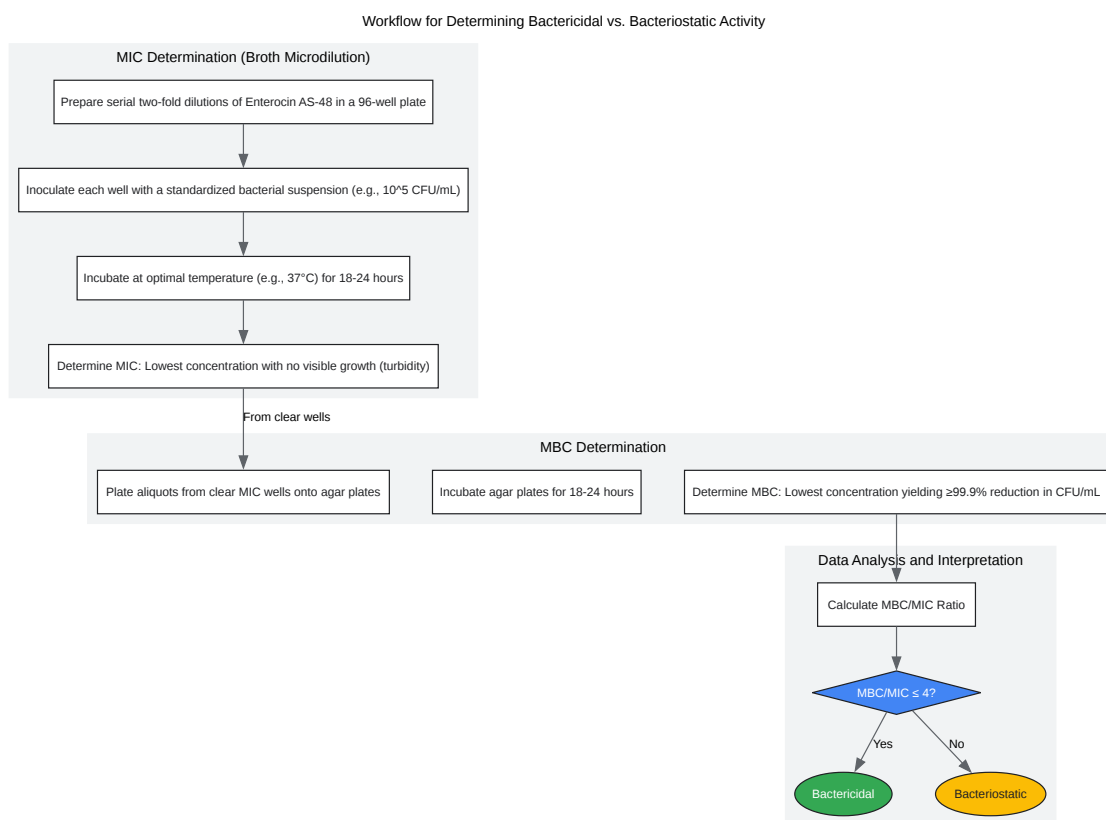 Workflow for Determining Bactericidal vs. Bacteriostatic Activity
MIC Determination (Broth Microdilution)
Prepare serial two-fold dilutions of Enterocin AS-48 in a 96-well plate
Inoculate each well with a standardized bacterial suspension (e.g., 10^5 CFU/mL)
Incubate at optimal temperature (e.g., 37°C) for 18-24 hours
Determine MIC: Lowest concentration with no visible growth (turbidity)
From clear wells
MBC Determination
Plate aliquots from clear MIC wells onto agar plates
Incubate agar plates for 18-24 hours
Determine MBC: Lowest concentration yielding ≥99.9% reduction in CFU/mL
Data Analysis and Interpretation
Calculate MBC/MIC Ratio
MBC/MIC ≤ 4?
Yes
No
Bactericidal
Bacteriostatic